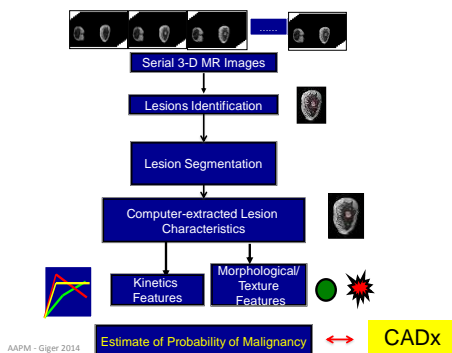 ......
Serial 3-D MR Images
Lesions Identification
Lesion Segmentation
Computer-extracted Lesion
Characteristics
Kinetics
Features
Morphological/
Texture
Features
Estimate of Probability of Malignancy
CADx
AAPM - Giger 2014